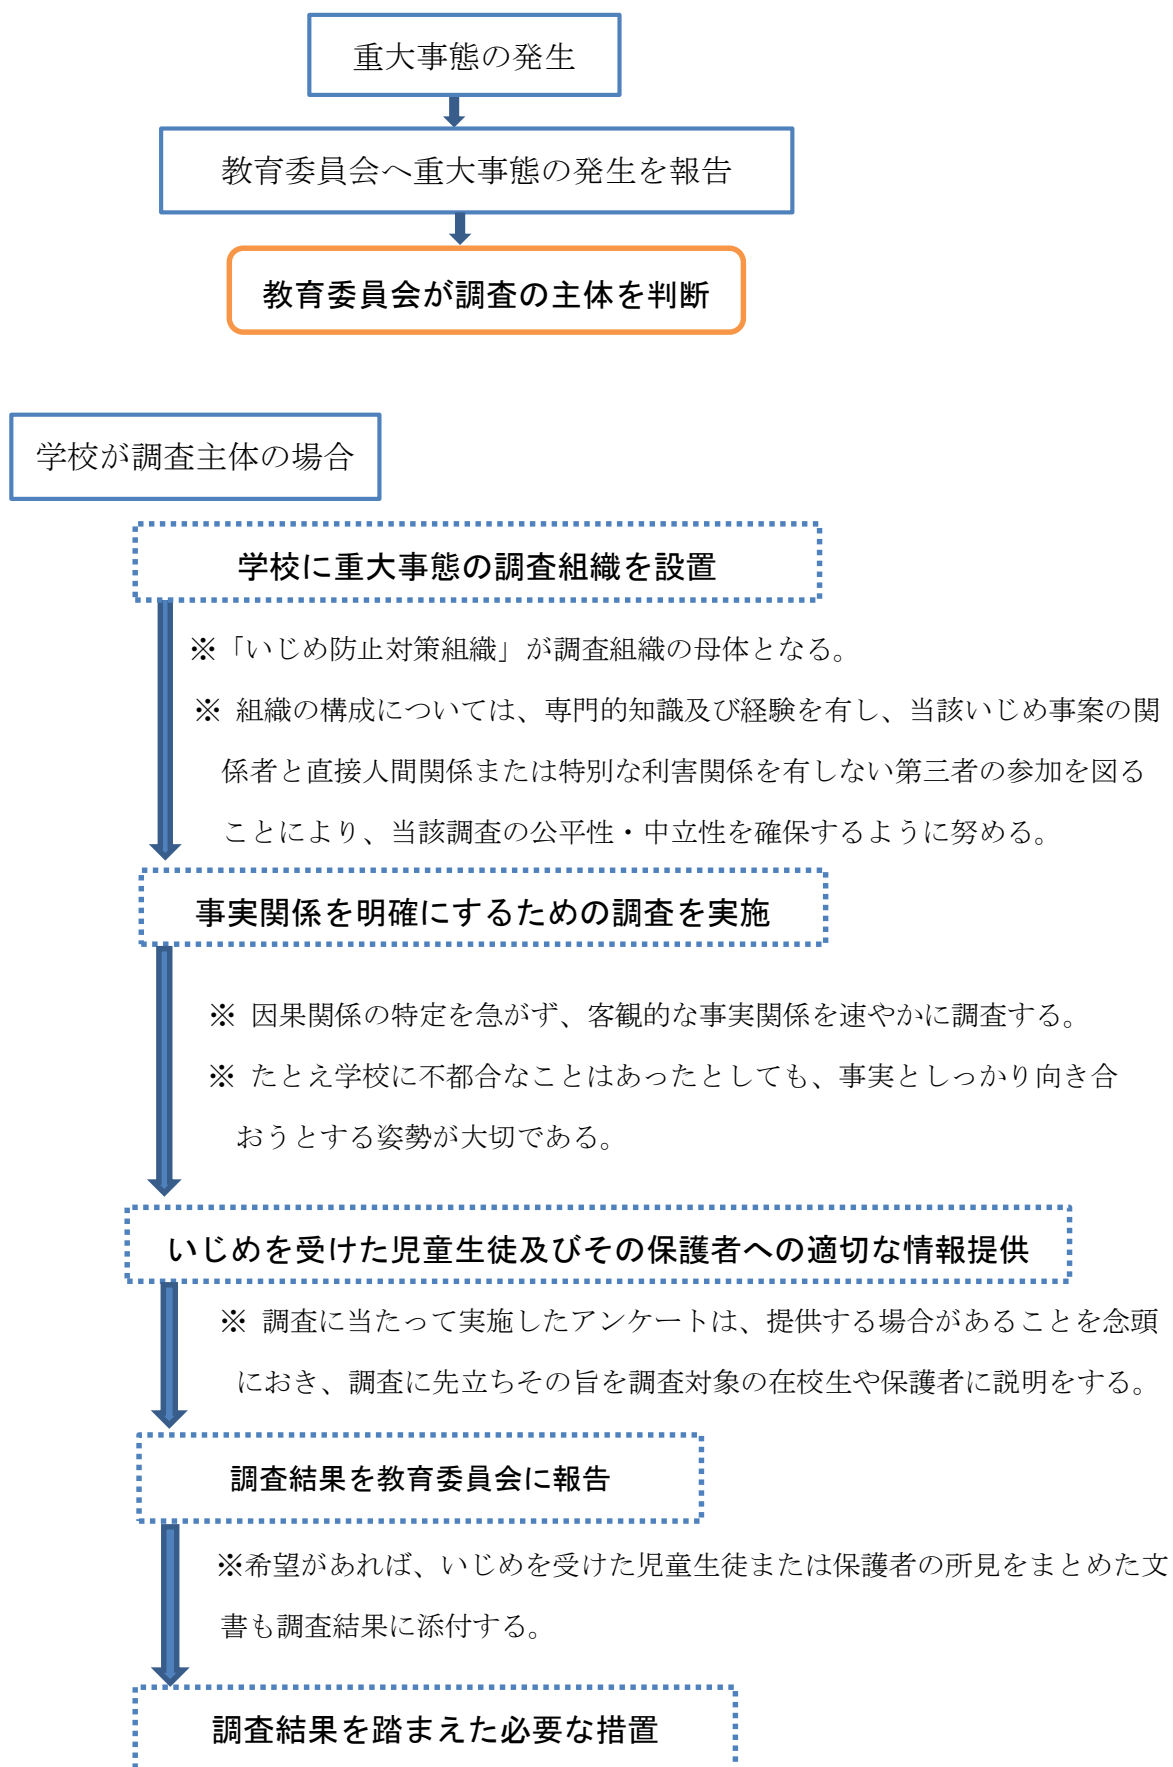 重大事態の発生
教育委員会へ重大事態の発生を報告
教育委員会が調査の主体を判断
学校が調査主体の場合
学校に重大事態の調査組織を設置
※「いじめ防止対策組織」が調査組織の母体となる。
※ 組織の構成については、専門的知識及び経験を有し、当該いじめ事案の関
係者と直接人間関係または特別な利害関係を有しない第三者の参加を図る
ことにより、当該調査の公平性・中立性を確保するように努める。
事実関係を明確にするための調査を実施
※ 因果関係の特定を急がず、客観的な事実関係を速やかに調査する。
※ たとえ学校に不都合なことはあったとしても、事実としっかり向き合
おうとする姿勢が大切である。
いじめを受けた児童生徒及びその保護者への適切な情報提供
※ 調査に当たって実施したアンケートは、提供する場合があることを念頭
におき、調査に先立ちその旨を調査対象の在校生や保護者に説明をする。
調査結果を教育委員会に報告
※希望があれば、いじめを受けた児童生徒または保護者の所見をまとめた文
書も調査結果に添付する。
調査結果を踏まえた必要な措置